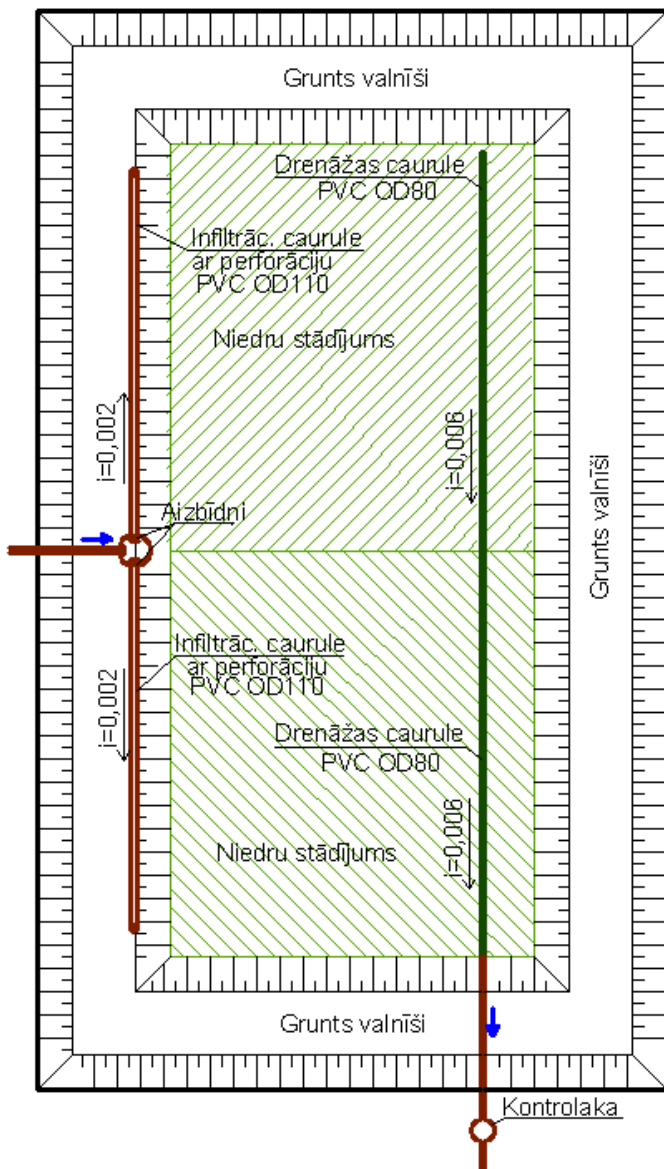 Grunts valnīši
Drenāžas caurule
PVC OD80
Infiltrāc. caurule
ar perforāciju
PVC OD110
Niedru stādījums
i=0,002
i=0,006
Aizbīdni
Grunts valnīši
Infiltrāc. caurule
ar perforāciju
PVC OD110
i=0,002
Drenāžas caurule
PVC OD80
i=0,006
Niedru stādījums
Grunts valnīši
Kontrolaka